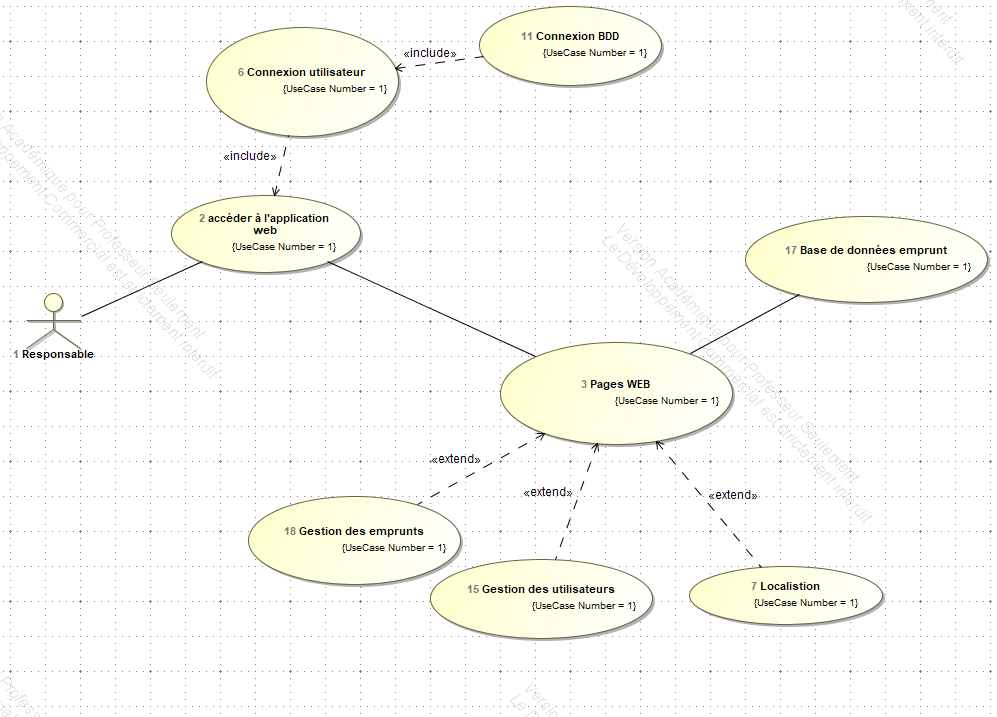 11 Connexion BDD
{UseCase Number = 1}
«include»
6 Connexion utilisateur
{UseCase Number = 1}
«include»
2 accéder à l'application
web
{UseCase Number = 1}
17 Base de données emprunt
{UseCase Number = 1}
1 Responsable
3 Pages WEB
{UseCase Number = 1}
«extend»
«extend»
«extend»
18 Gestion des emprunts
{UseCase Number = 1}
15 Gestion des utilisateurs
{UseCase Number = 1}
7 Localistion
{UseCase Number = 1}
Version Académique pour Professeur Seulement
Le Développement Commercial est strictement Interdit